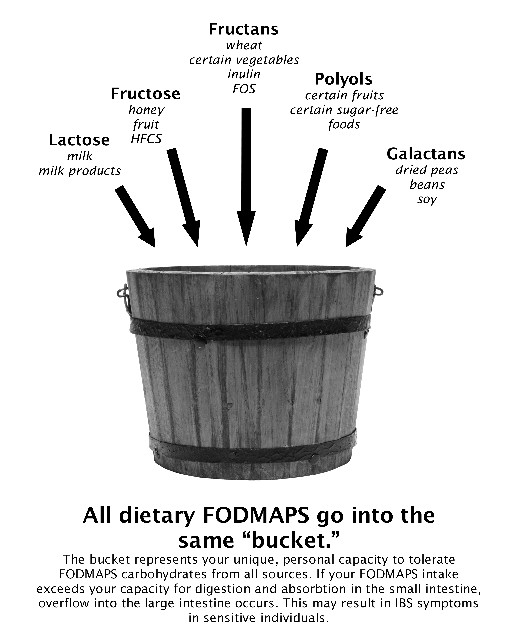 Fructans
wheat
certain vegetables
inulin
FOS
Polyols
certain fruits
certain sugar-free
foods
Fructose
honey
fruit
HFCS
Lactose
milk
milk products
Galactans
dried peas
beans
soy
All dietary FODMAPS go into the
same “bucket.”
The bucket represents your unique, personal capacity to tolerate
FODMAPS carbohydrates from all sources. If your FODMAPS intake
exceeds your capacity for digestion and absorbtion in the small intestine,
overflow into the large intestine occurs. This may result in IBS symptoms
in sensitive individuals.